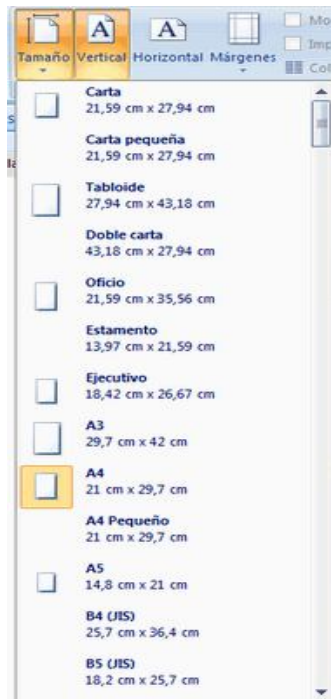 Tamaño Vertical Horizontal Márgenes
Carta
21,59 cm x 27,94 cm
Carta pequeña
21,59 cm x 27,94 cm
Tabloide
27,94 cm x 43,18 cm
Doble carta
43,18 cm x 27,94 cm
Oficio
21,59 cm x 35,56 cm
Estamento
13,97 cm x 21,59 cm
Ejecutivo
18,42 cm x 26,67 cm
A3
29,7 cm x 42 cm
A4
21 cm x 29,7 cm
A4 Pequeño
21 cm x 29,7 cm
A5
14,8 cm x 21 cm
B4 (JIS)
25,7 cm x 36,4 cm
B5 (JIS)
18,2 cm x 25,7 cm